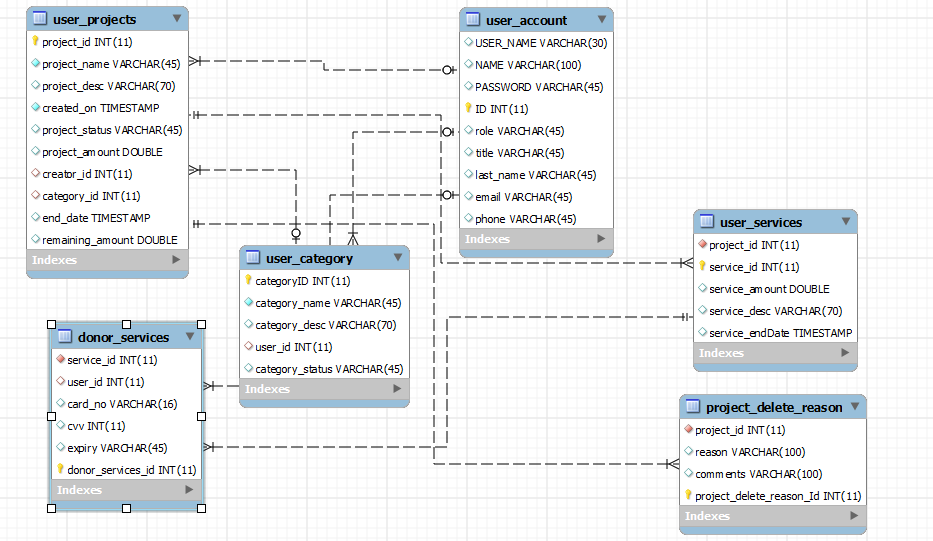 user_projects
project_id INT(11)
project_name VARCHAR(45)
project_desc VARCHAR(70)
created_on TIMESTAMP
project_status VARCHAR(45)
project_amount DOUBLE
creator_id INT(11)
category_id INT(11)
end_date TIMESTAMP
remaining_amount DOUBLE
Indexes
user_account
USER_NAME VARCHAR(30)
NAME VARCHAR(100)
PASSWORD VARCHAR(45)
ID INT(11)
role VARCHAR(45)
title VARCHAR(45)
last_name VARCHAR(45)
email VARCHAR(45)
phone VARCHAR(45)
Indexes
user_services
project_id INT(11)
service_id INT(11)
service_amount DOUBLE
service_desc VARCHAR(70)
service_endDate TIMESTAMP
Indexes
user_category
categoryID INT(11)
category_name VARCHAR(45)
category_desc VARCHAR(70)
user_id INT(11)
category_status VARCHAR(45)
Indexes
donor_services
service_id INT(11)
user_id INT(11)
card_no VARCHAR(16)
cvv INT(11)
expiry VARCHAR(45)
donor_services_id INT(11)
Indexes
project_delete_reason
project_id INT(11)
reason VARCHAR(100)
comments VARCHAR(100)
project_delete_reason_Id INT(11)
Indexes